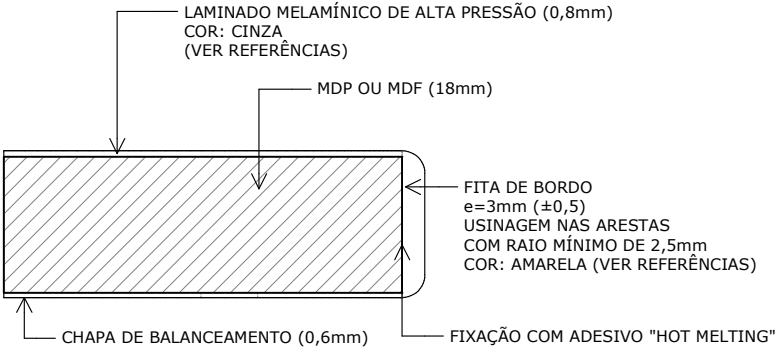 LAMINADO MELAMÍNICO DE ALTA PRESSÃO (0,8mm)
COR: CINZA
(VER REFERÊNCIAS)
MDP OU MDF (18mm)
FITA DE BORDO
e=3mm (±0,5)
USINAGEM NAS ARESTAS
COM RAIO MÍNIMO DE 2,5mm
COR: AMARELA (VER REFERÊNCIAS)
CHAPA DE BALANCEAMENTO (0,6mm)
FIXAÇÃO COM ADESIVO "HOT MELTING"